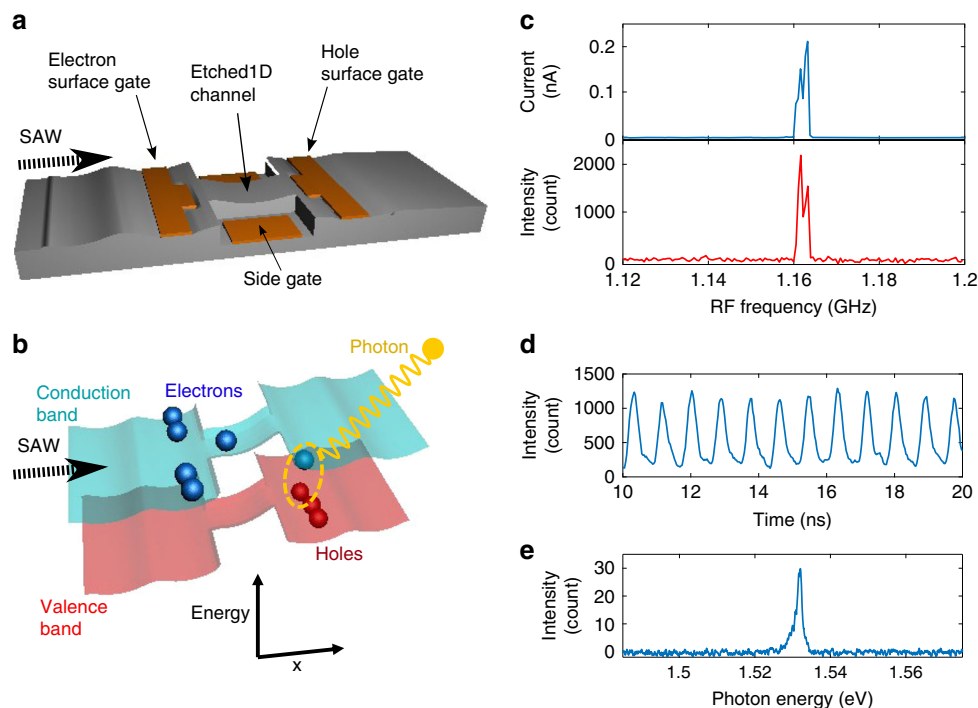 a
Electron
surface gate
Etched1D
channel
Hole
surface gate
SAW
Side gate
b
Photon
Conduction
band
Electrons
SAW
Holes
Valence
band
Energy
x
c
Current
(nA)
0.2
0.1
0
Intensity
(count)
2000
1000
0
1.12 1.14 1.16 1.18 1.2
RF frequency (GHz)
d
Intensity
(count)
1500
1000
500
0
10 12 14 16 18 20
Time (ns)
e
Intensity
(count)
30
20
10
0
1.5 1.52 1.54 1.56
Photon energy (eV)